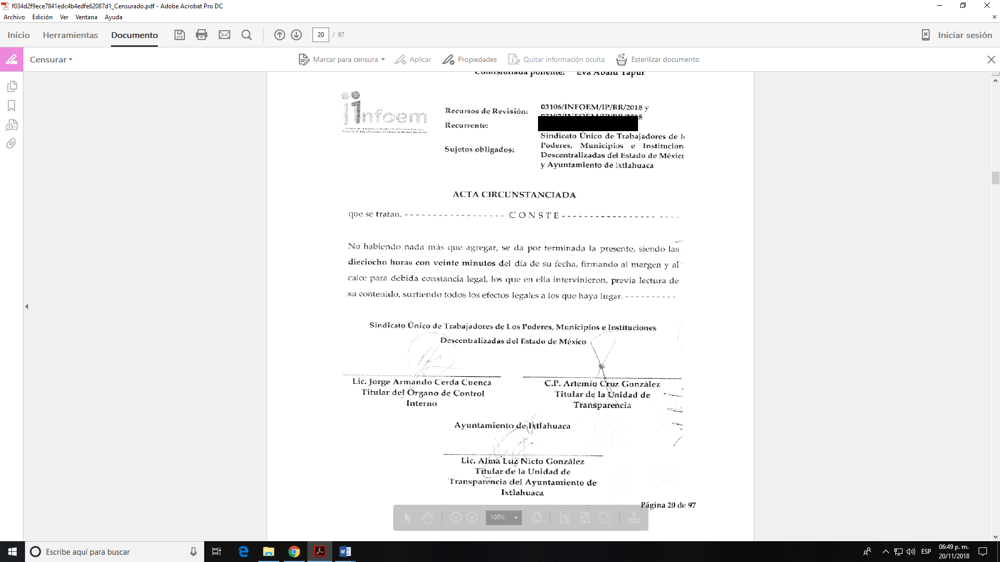 f034d2f9ece7841edc4b4edfe62087d1_Censurado.pdf - Adobe Acrobat Pro DC
Archivo Edición Ver Ventana Ayuda
Inicio Herramientas Documento 20 / 97 Iniciar sesión
Censurar Marcar para censura Aplicar Propiedades Quitar información oculta Esterilizar documento
Comisionada ponente: Eva Abaid Yapur
infoem
Recursos de Revisión: 03106/INFOEM/IP/RR/2018 y
03107/INFOEM/IP/RR/2018
Recurrente:
Sujetos obligados: Sindicato Único de Trabajadores de l
Poderes, Municipios e Institucion
Descentralizadas del Estado de Méxic
y Ayuntamiento de Ixtlahuaca
ACTA CIRCUNSTANCIADA
que se tratan. - - - - - - - - - - - - - - - - - - - C O N S T E - - - - - - - - - - - - - - - - - - - - -
No habiendo nada más que agregar, se da por terminada la presente, siendo las
dieciocho horas con veinte minutos del día de su fecha, firmando al margen y al
calce para debida constancia legal, los que en ella intervinieron, previa lectura de
su contenido, surtiendo todos los efectos legales a los que haya lugar. - - - - - - - - - -
Sindicato Único de Trabajadores de Los Poderes, Municipios e Instituciones
Descentralizadas del Estado de México
Lic. Jorge Armando Cerda Cuenca
Titular del Órgano de Control
Interno
C.P. Artemio Cruz González
Titular de la Unidad de
Transparencia
Ayuntamiento de Ixtlahuaca
Lic. Alma Luz Nieto González
Titular de la Unidad de
Transparencia del Ayuntamiento de
Ixtlahuaca
Página 20 de 97
100%
Escribe aquí para buscar
ESP
06:49 p. m.
20/11/2018